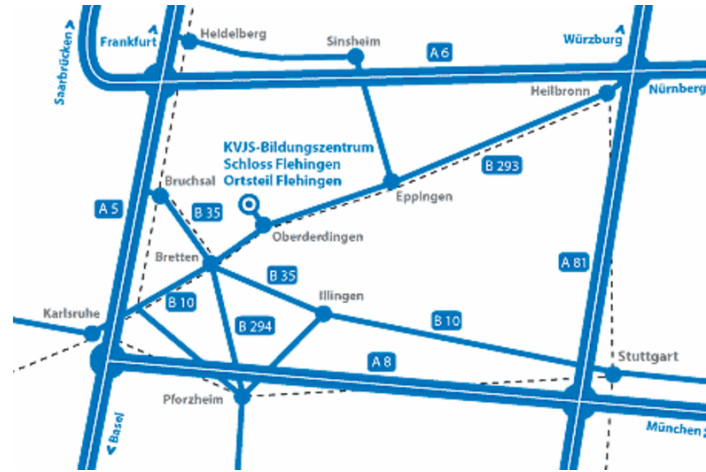 Saarbrücken
Frankfurt
Heidelberg
Sinsheim
A 6
Würzburg
Heilbronn
Nürnberg
KVJS-Bildungszentrum
Schloss Flehingen
Ortsteil Flehingen
B 293
Bruchsal
Eppingen
A 5
B 35
Oberderdingen
Bretten
B 35
A 81
Karlsruhe
B 10
Illingen
B 294
B 10
Stuttgart
A 8
Pforzheim
Basel
München